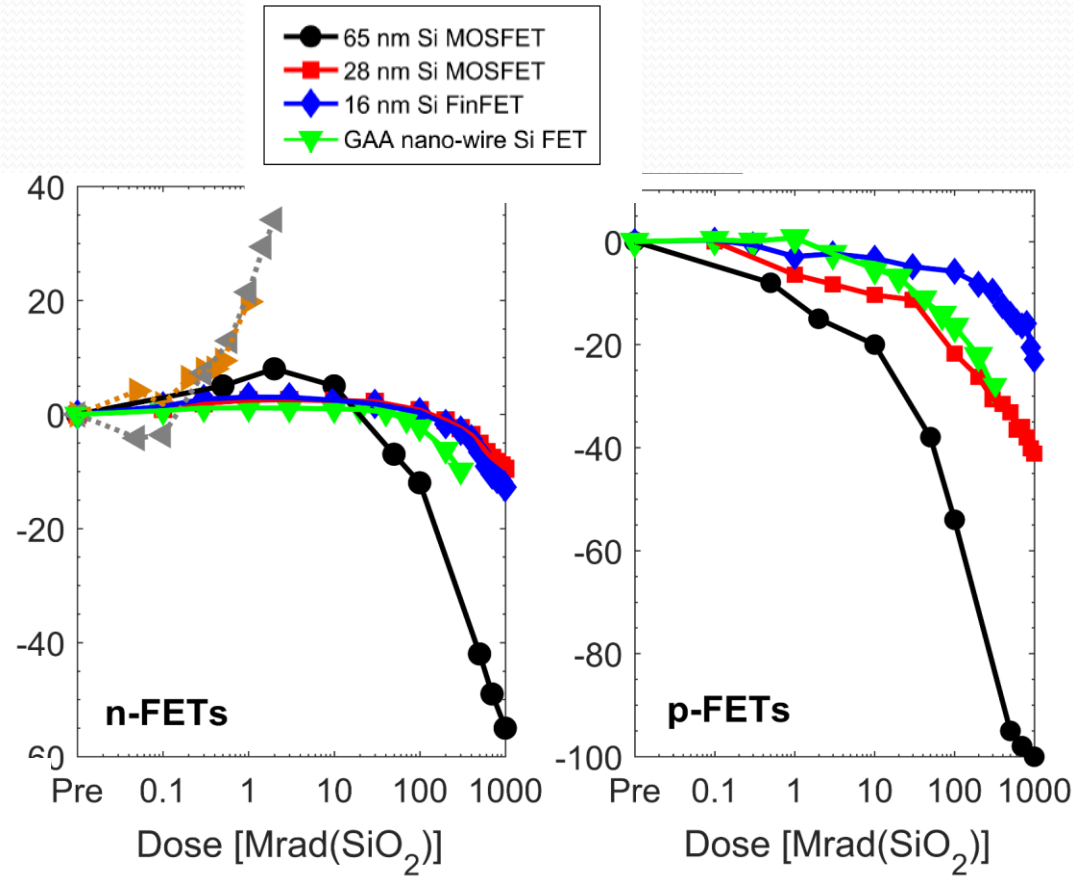 65 nm Si MOSFET
28 nm Si MOSFET
16 nm Si FinFET
GAA nano-wire Si FET
40
20
0
-20
-40
60
n-FETs
Pre 0.1 1 10 100 1000
Dose [Mrad(SiO₂)]
0
-20
-40
-60
-80
-100
p-FETs
Pre 0.1 1 10 100 1000
Dose [Mrad(SiO₂)]